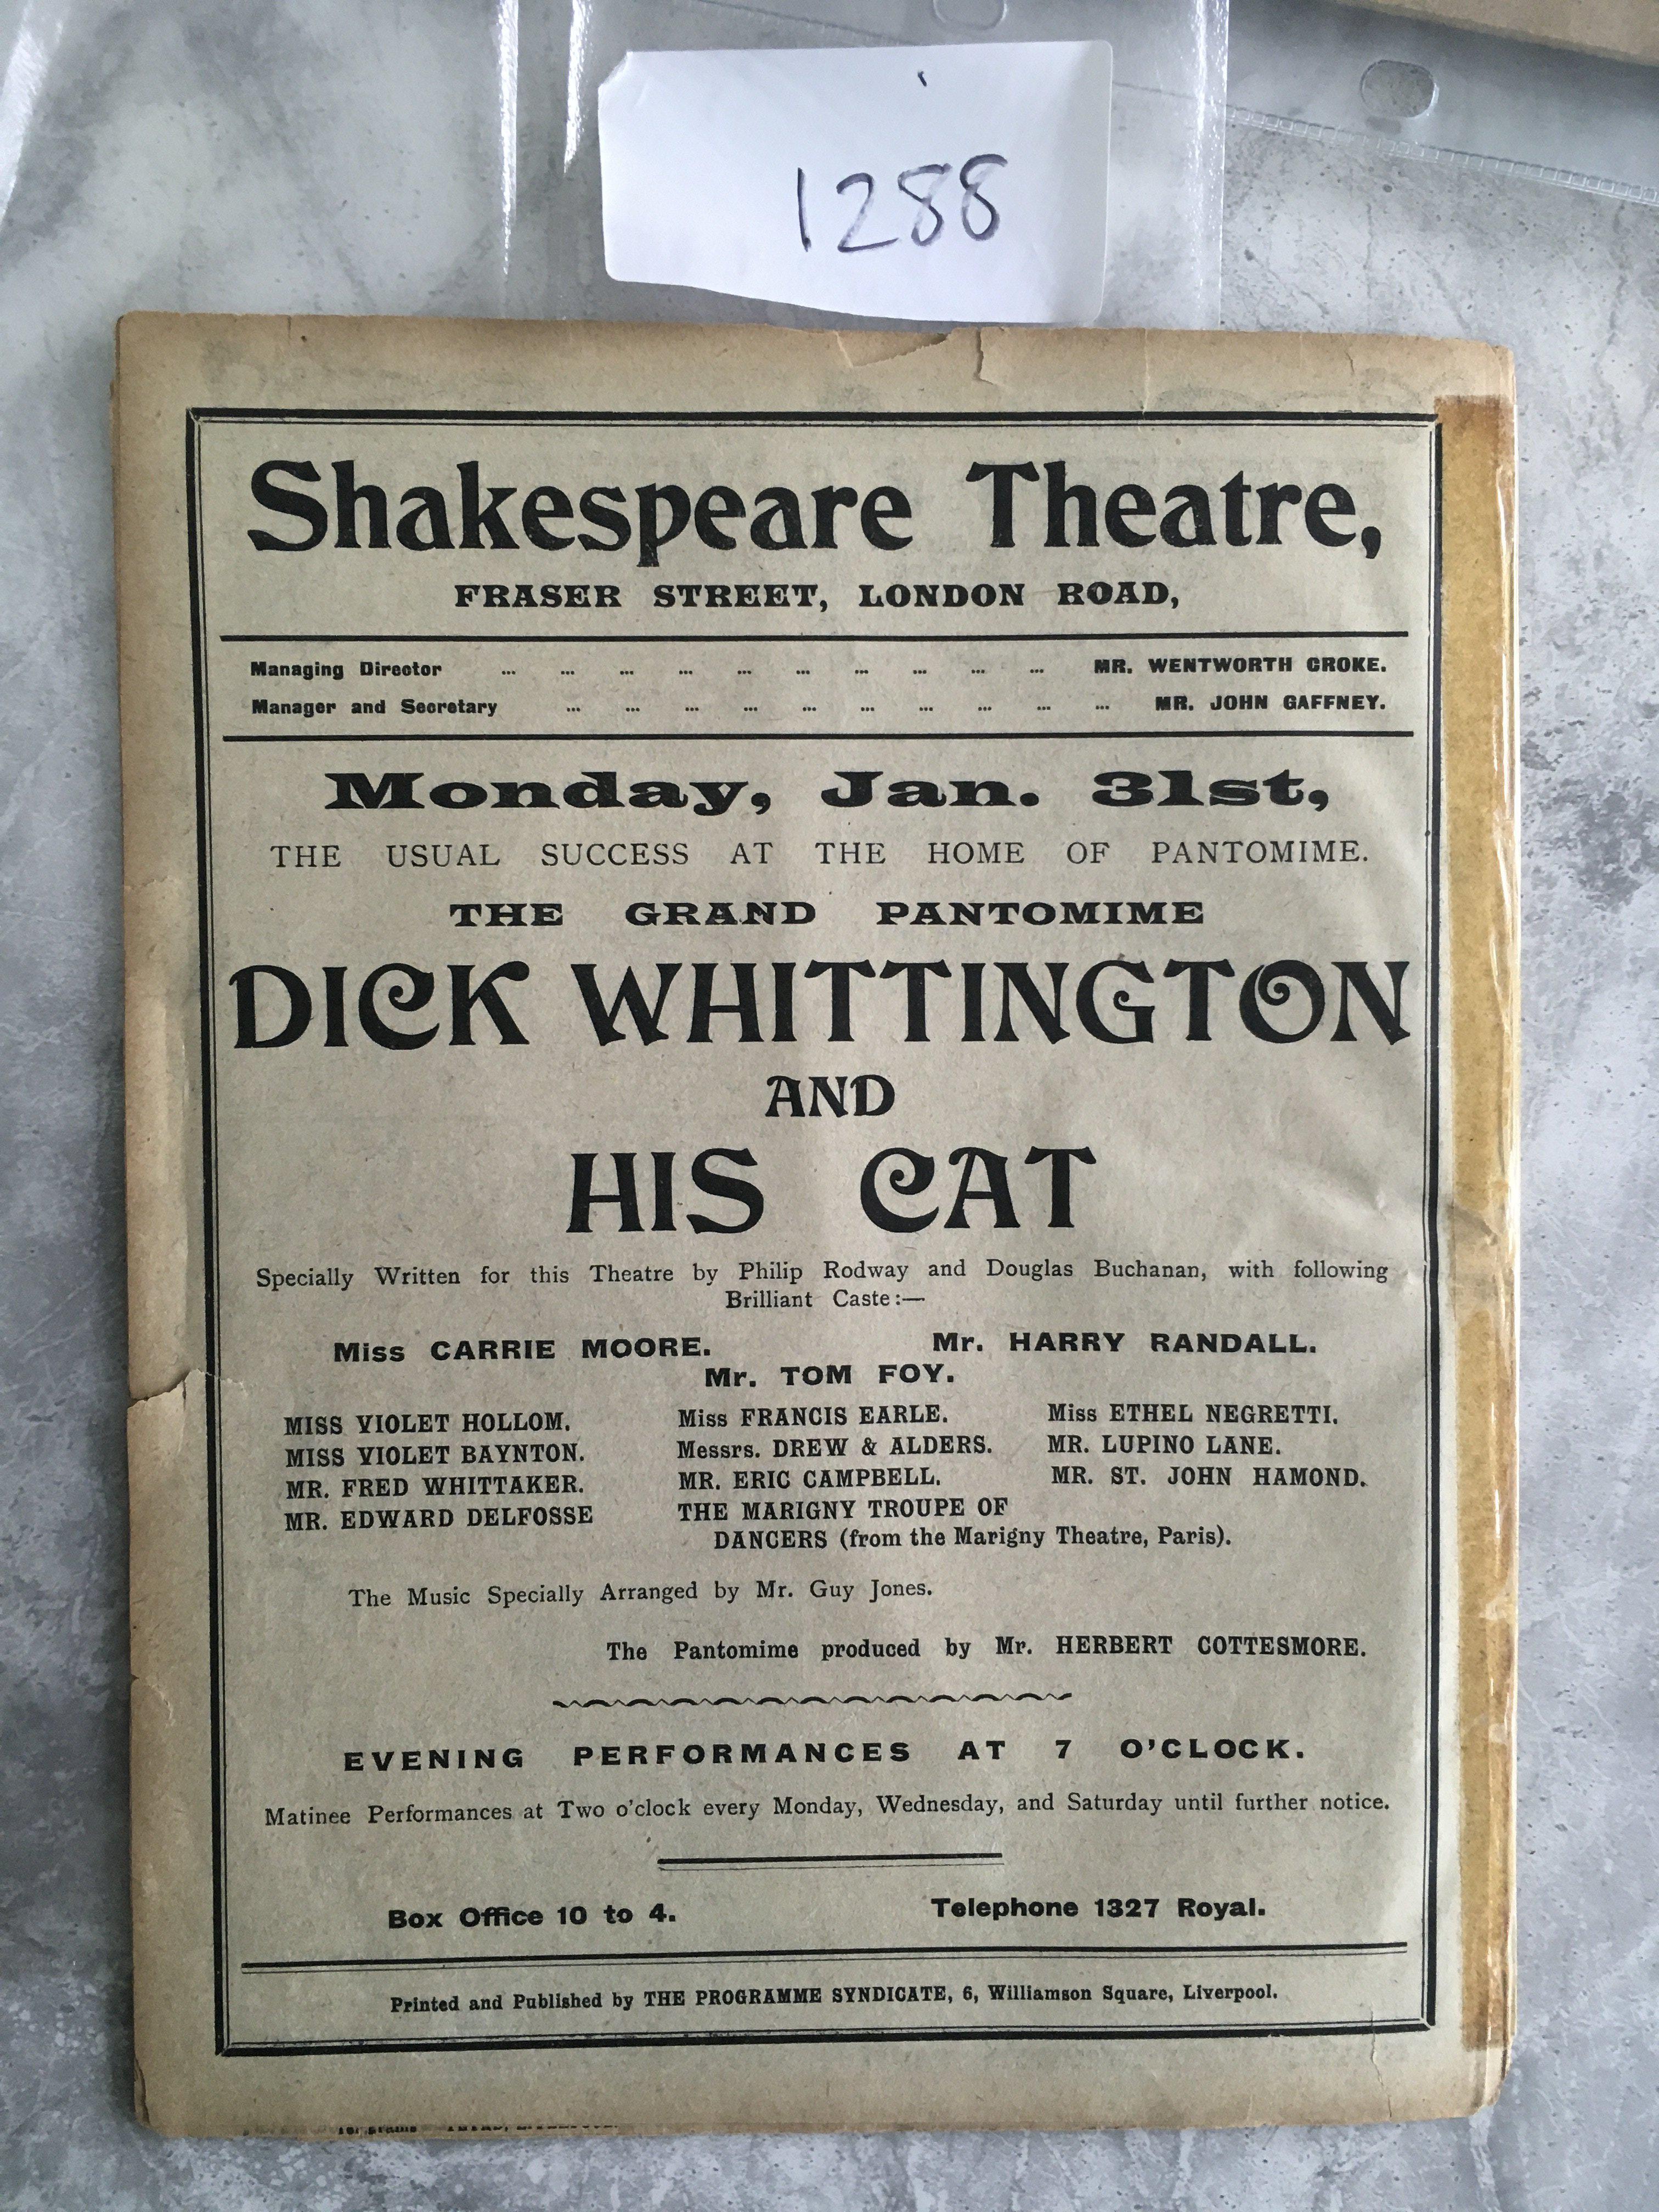 1288
Shakespeare Theatre,
FRASER STREET, LONDON ROAD,
Managing Director ... ... ... ... ... ... ... ... ... ... MR. WENTWORTH CROKE.
Manager and Secretary ... ... ... ... ... ... ... ... ... ... MR. JOHN GAFFNEY.
Monday, Jan. 31st,
THE USUAL SUCCESS AT THE HOME OF PANTOMIME.
THE GRAND PANTOMIME
DICK WHITTINGTON
AND
HIS CAT
Specially Written for this Theatre by Philip Rodway and Douglas Buchanan, with following
Brilliant Caste:—
Miss CARRIE MOORE. Mr. HARRY RANDALL.
Mr. TOM FOY.
MISS VIOLET HOLLOM. Miss FRANCIS EARLE. Miss ETHEL NEGRETTI.
MISS VIOLET BAYNTON. Messrs. DREW & ALDERS. MR. LUPINO LANE.
MR. FRED WHITTAKER. MR. ERIC CAMPBELL. MR. ST. JOHN HAMOND.
MR. EDWARD DELFOSSE THE MARIGNY TROUPE OF
DANCERS (from the Marigny Theatre, Paris).
The Music Specially Arranged by Mr. Guy Jones.
The Pantomime produced by Mr. HERBERT COTTESMORE.
EVENING PERFORMANCES AT 7 O'CLOCK.
Matinee Performances at Two o'clock every Monday, Wednesday, and Saturday until further notice.
Box Office 10 to 4. Telephone 1327 Royal.
Printed and Published by THE PROGRAMME SYNDICATE, 6, Williamson Square, Liverpool.